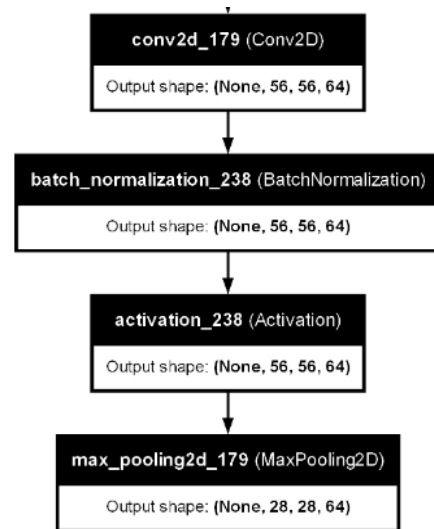 conv2d_179 (Conv2D)
Output shape: (None, 56, 56, 64)
batch_normalization_238 (BatchNormalization)
Output shape: (None, 56, 56, 64)
activation_238 (Activation)
Output shape: (None, 56, 56, 64)
max_pooling2d_179 (MaxPooling2D)
Output shape: (None, 28, 28, 64)